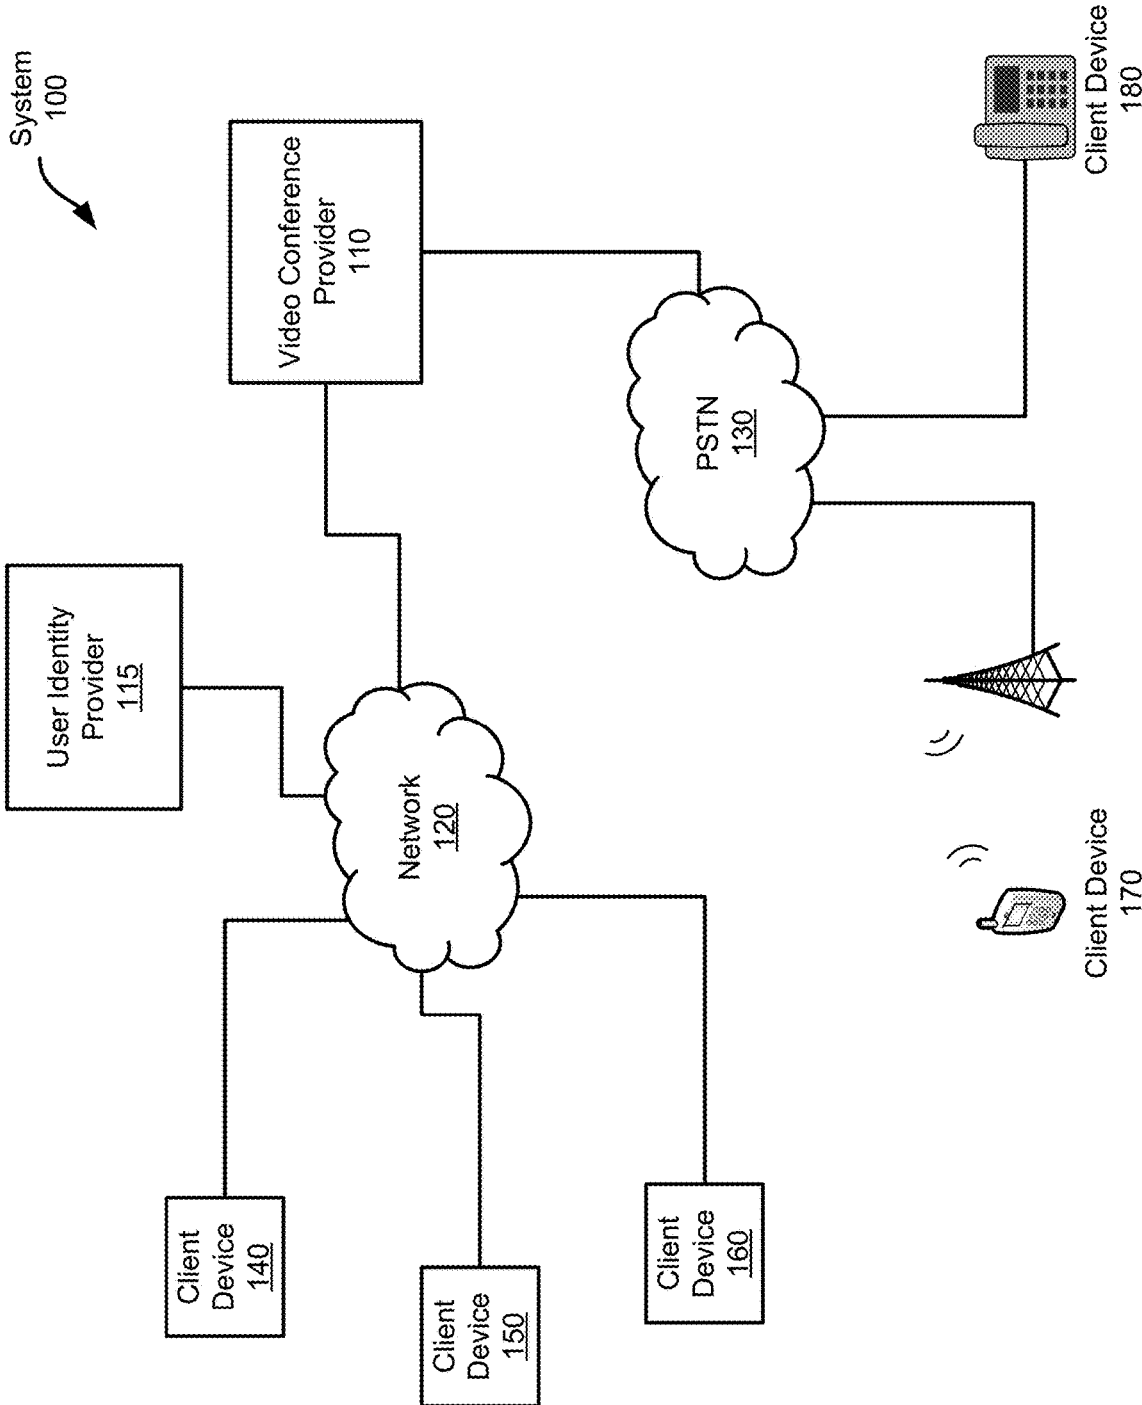 System
100
User Identity
Provider
115
Video Conference
Provider
110
Client
Device
140
Network
120
Client
Device
150
PSTN
130
Client
Device
160
Client Device
170
Client Device
180